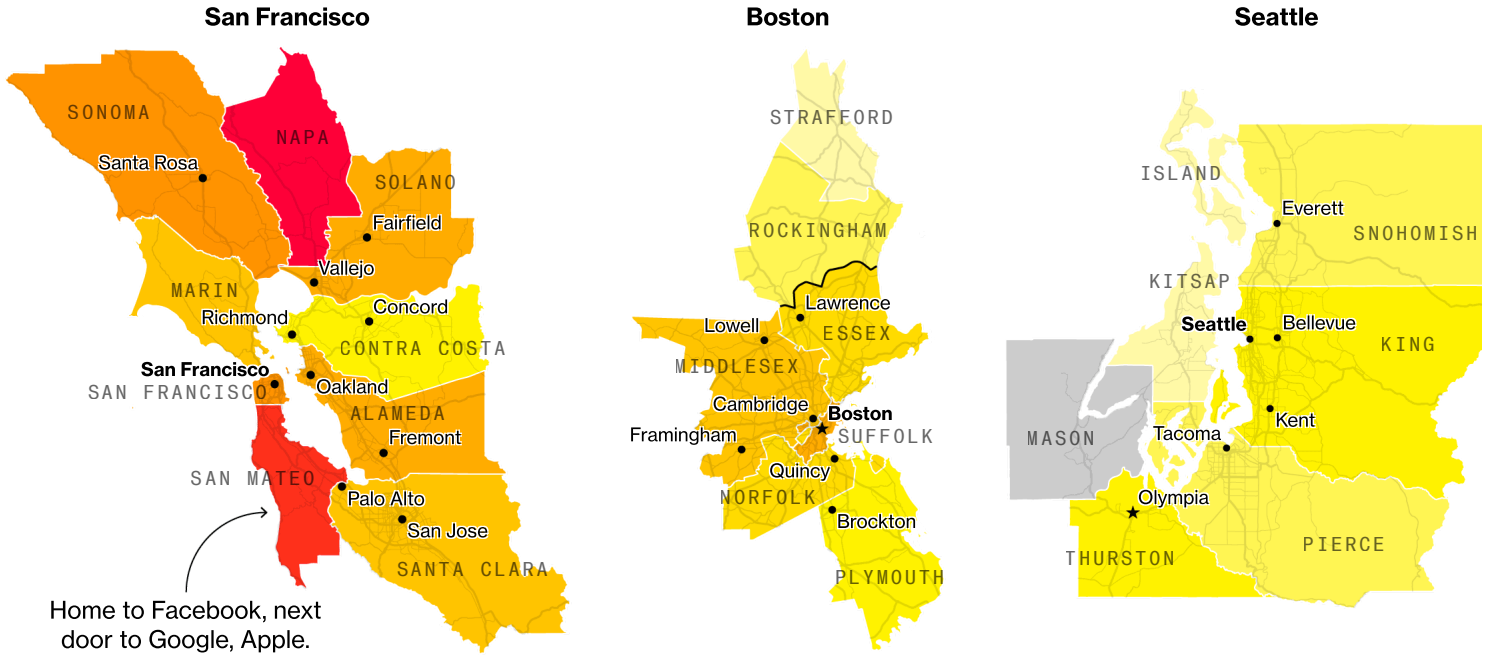 San Francisco
SONOMA
NAPA
Santa Rosa
SOLANO
Fairfield
Vallejo
MARIN
Richmond
Concord
CONTRA COSTA
San Francisco
SAN FRANCISCO
Oakland
ALAMEDA
Fremont
SAN MATEO
Palo Alto
San Jose
SANTA CLARA
Home to Facebook, next
door to Google, Apple.
Boston
STRAFFORD
ROCKINGHAM
Lawrence
Lowell
ESSEX
MIDDLESEX
Cambridge
Boston
Framingham
SUFFOLK
Quincy
NORFOLK
Brockton
PLYMOUTH
Seattle
ISLAND
Everett
SNOHOMISH
KITSAP
Seattle
Bellevue
KING
Kent
MASON
Tacoma
Olympia
THURSTON
PIERCE